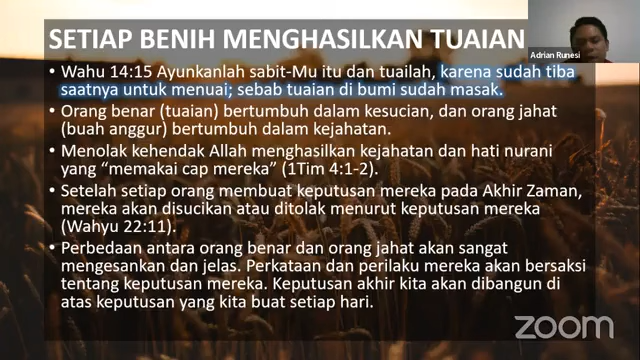 SETIAP BENIH MENGHASILKAN TUAIAN
Adrian Runesi
• Wahu 14:15 Ayunkanlah sabit-Mu itu dan tuailah, karena sudah tiba
saatnya untuk menuai; sebab tuaian di bumi sudah masak.
• Orang benar (tuaian) bertumbuh dalam kesucian, dan orang jahat
(buah anggur) bertumbuh dalam kejahatan.
• Menolak kehendak Allah menghasilkan kejahatan dan hati nurani
yang “memakai cap mereka” (1Tim 4:1-2).
• Setelah setiap orang membuat keputusan mereka pada Akhir Zaman,
mereka akan disucikan atau ditolak menurut keputusan mereka
(Wahyu 22:11).
• Perbedaan antara orang benar dan orang jahat akan sangat
mengesankan dan jelas. Perkataan dan perilaku mereka akan bersaksi
tentang keputusan mereka. Keputusan akhir kita akan dibangun di
atas keputusan yang kita buat setiap hari.
zoom